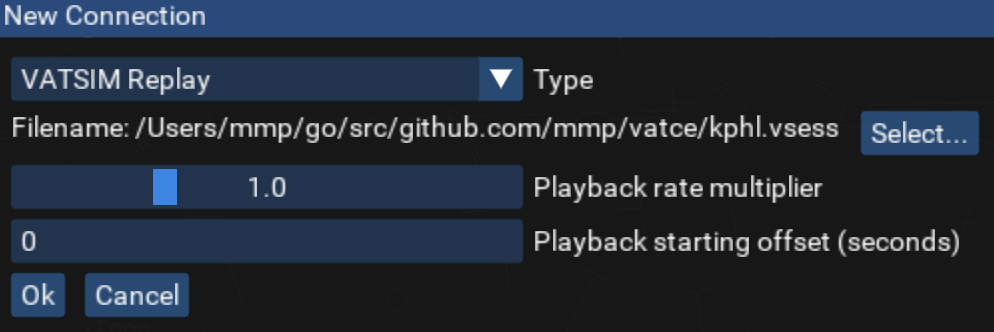 New Connection
VATSIM Replay Type
Filename: /Users/mmp/go/src/github.com/mmp/vatce/kphl.vsess Select...
1.0 Playback rate multiplier
0 Playback starting offset (seconds)
Ok Cancel